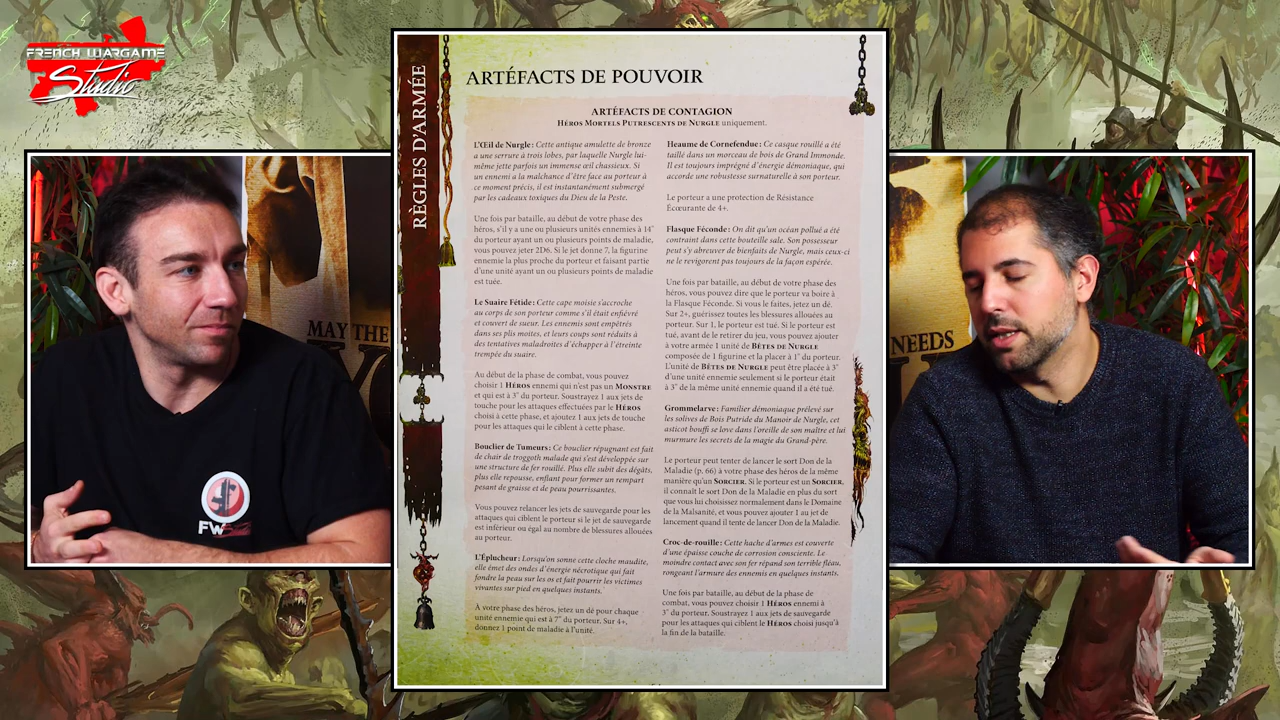 FRENCH WARGAME
Studio
MAY THE
NEEDS
FW
RÈGLES D'ARMÉE
ARTÉFACTS DE POUVOIR
ARTÉFACTS DE CONTAGION
HÉROS MORTELS PUTRESCENTS DE NURGLE uniquement.
L'Œil de Nurgle : Cette antique amulette de bronze
a une serrure à trois lobes, par laquelle Nurgle lui-
même jette parfois un immense œil chassieux. Si
un ennemi a la malchance d'être face au porteur à
ce moment précis, il est instantanément submergé
par les cadeaux toxiques du Dieu de la Peste.
Une fois par bataille, au début de votre phase des
héros, s'il y a une ou plusieurs unités ennemies à 14"
du porteur ayant un ou plusieurs points de maladie,
vous pouvez jeter 2D6. Si le jet donne 7, la figurine
ennemie la plus proche du porteur et faisant partie
d'une unité ayant un ou plusieurs points de maladie
est tuée.
Le Suaire Fétide : Cette cape moisie s'accroche
au corps de son porteur comme s'il était enfiévré
et couvert de sueur. Les ennemis sont empêtrés
dans ses plis moites, et leurs coups sont réduits à
des tentatives maladroites d'échapper à l'étreinte
trempée du suaire.
Au début de la phase de combat, vous pouvez
choisir 1 HÉROS ennemi qui n'est pas un MONSTRE
et qui est à 3" du porteur. Soustrayez 1 aux jets de
touche pour les attaques effectuées par le HÉROS
choisi à cette phase, et ajoutez 1 aux jets de touche
pour les attaques qui le ciblent à cette phase.
Bouclier de Tumeurs : Ce bouclier répugnant est fait
de chair de troggoth malade qui s'est développée sur
une structure de fer rouillé. Plus elle subit des dégâts,
plus elle repousse, enflant pour former un rempart
pesant de graisse et de peau pourrissantes.
Vous pouvez relancer les jets de sauvegarde pour les
attaques qui ciblent le porteur si le jet de sauvegarde
est inférieur ou égal au nombre de blessures allouées
au porteur.
L'Éplucheur : Lorsqu'on sonne cette cloche maudite,
elle émet des ondes d'énergie nécrotique qui fait
fondre la peau sur les os et fait pourrir les victimes
vivantes sur pied en quelques instants.
À votre phase des héros, jetez un dé pour chaque
unité ennemie qui est à 7" du porteur. Sur 4+,
donnez 1 point de maladie à l'unité.
Heaume de Cornefendue : Ce casque rouillé a été
taillé dans un morceau de bois de Grand Immonde.
Il est toujours imprégné d'énergie démoniaque, qui
accorde une robustesse surnaturelle à son porteur.
Le porteur a une protection de Résistance
Écœurante de 4+.
Flasque Féconde : On dit qu'un océan pollué a été
contraint dans cette bouteille sale. Son possesseur
peut s'y abreuver de bienfaits de Nurgle, mais ceux-ci
ne le revigorent pas toujours de la façon espérée.
Une fois par bataille, au début de votre phase des
héros, vous pouvez dire que le porteur va boire à
la Flasque Féconde. Si vous le faites, jetez un dé.
Sur 2+, guérissez toutes les blessures allouées au
porteur. Sur 1, le porteur est tué. Si le porteur est
tué, avant de le retirer du jeu, vous pouvez ajouter
à votre armée 1 unité de BÊTES DE NURGLE
composée de 1 figurine et la placer à 1" du porteur.
L'unité de BÊTES DE NURGLE peut être placée à 3"
d'une unité ennemie seulement si le porteur était
à 3" de la même unité ennemie quand il a été tué.
Grommelarve : Familier démoniaque prélevé sur
les solives de Bois Putride du Manoir de Nurgle, cet
asticot bouffi se love dans l'oreille de son maître et lui
murmure les secrets de la magie du Grand-père.
Le porteur peut tenter de lancer le sort Don de la
Maladie (p. 66) à votre phase des héros de la même
manière qu'un SORCIER. Si le porteur est un SORCIER,
il connaît le sort Don de la Maladie en plus du sort
que vous lui choisissez normalement dans le Domaine
de la Malsanité, et vous pouvez ajouter 1 au jet de
lancement quand il tente de lancer Don de la Maladie.
Croc-de-rouille : Cette hache d'armes est couverte
d'une épaisse couche de corrosion consciente. Le
moindre contact avec son fer répand son terrible fléau,
rongeant l'armure des ennemis en quelques instants.
Une fois par bataille, au début de la phase de
combat, vous pouvez choisir 1 HÉROS ennemi à
3" du porteur. Soustrayez 1 aux jets de sauvegarde
pour les attaques qui ciblent le HÉROS choisi jusqu'à
la fin de la bataille.